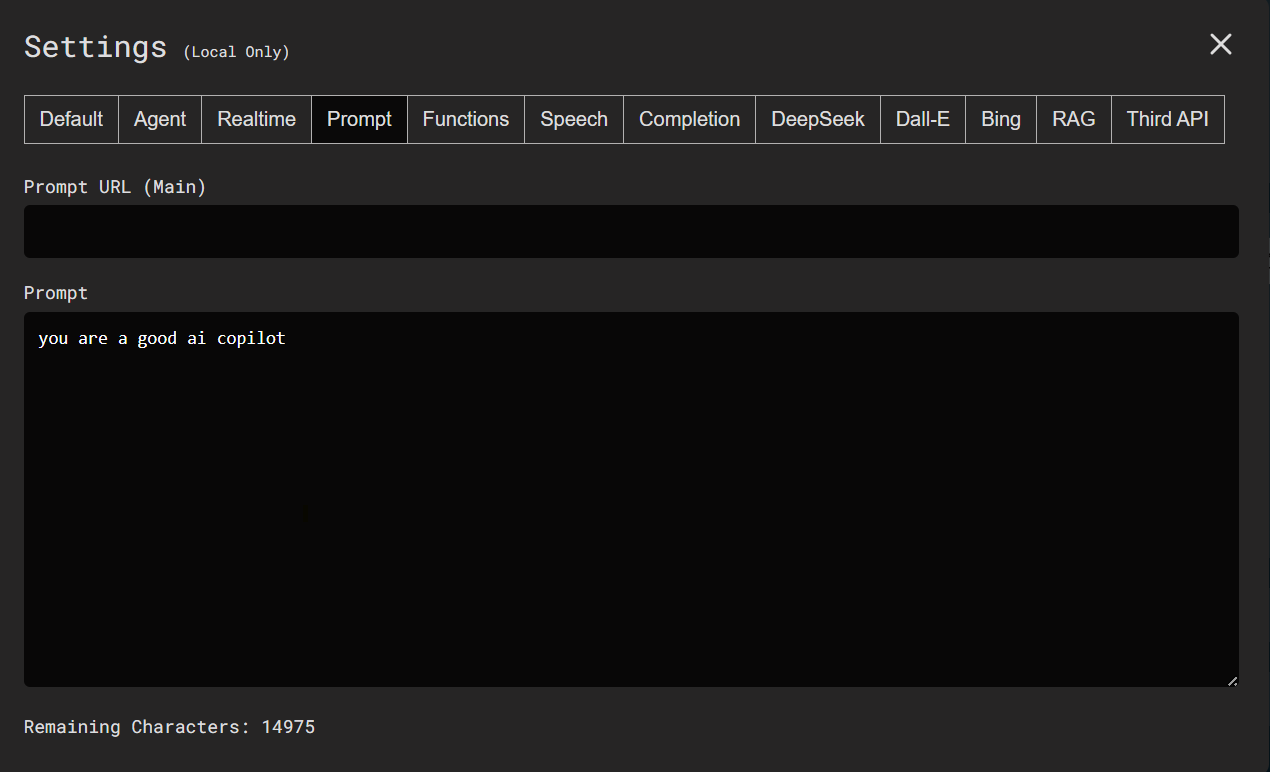 Settings (Local Only)
Default Agent Realtime Prompt Functions Speech Completion DeepSeek Dall-E Bing RAG Third API
Prompt URL (Main)
Prompt
you are a good ai copilot
Remaining Characters: 14975